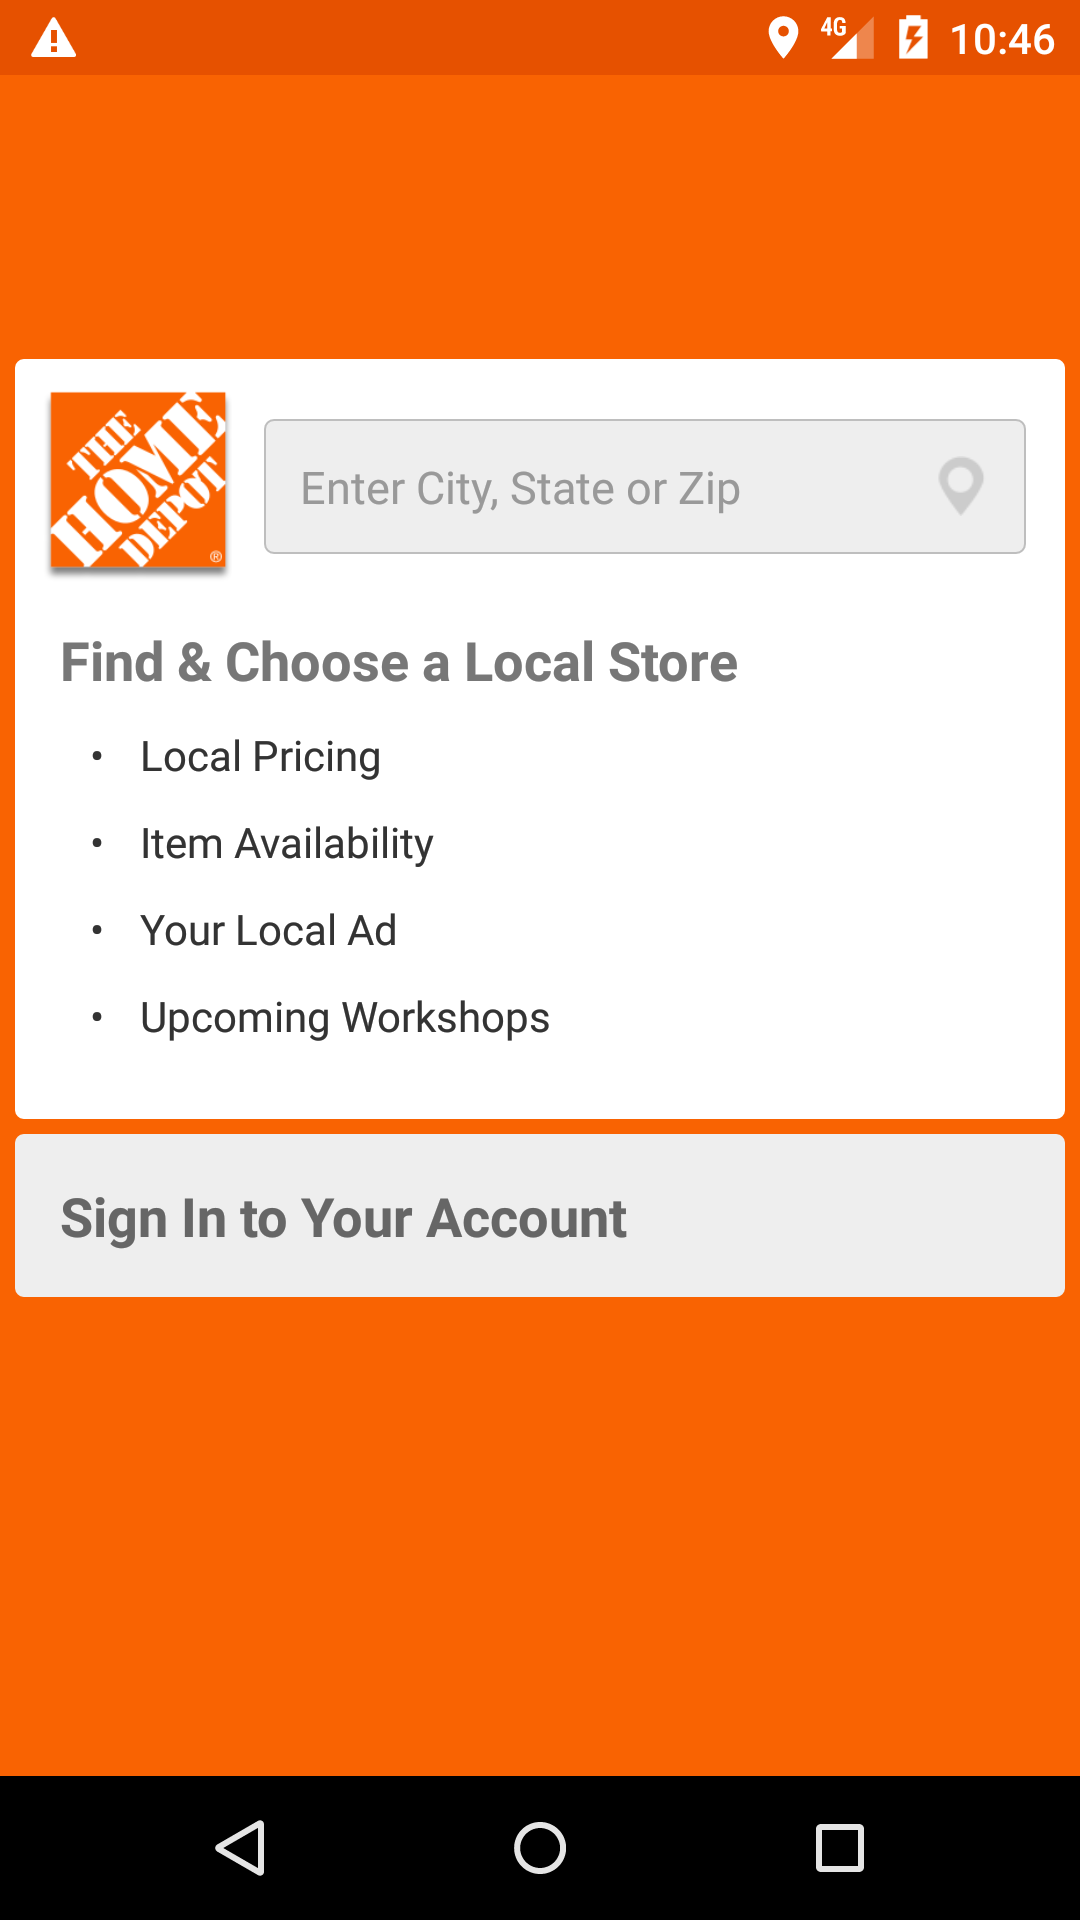 4G 10:46
THE
HOME
DEPOT
®
Enter City, State or Zip
Find & Choose a Local Store
• Local Pricing
• Item Availability
• Your Local Ad
• Upcoming Workshops
Sign In to Your Account